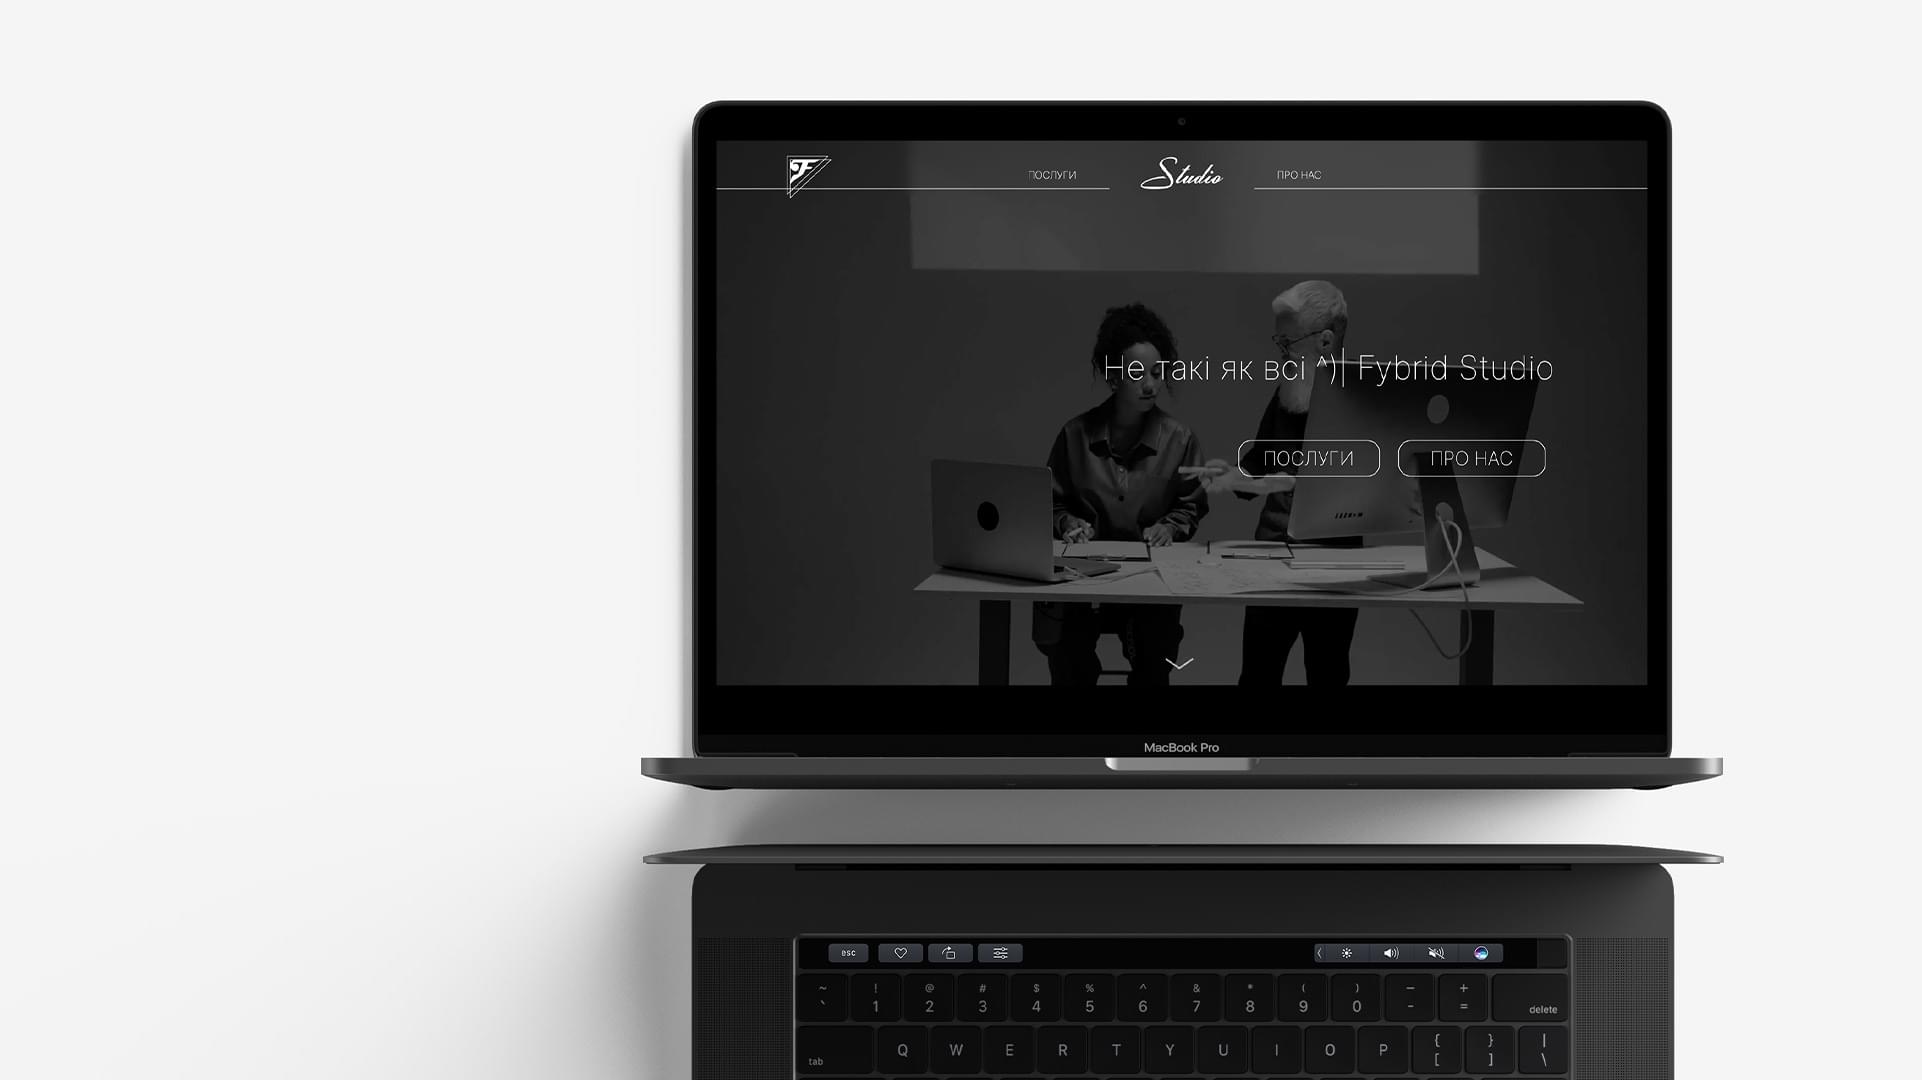 ПОСЛУГИ
Studio
ПРО НАС
Не такі як всі ^)| Fybrid Studio
ПОСЛУГИ
ПРО НАС
MacBook Pro
esc
~ ! @ # $ % ^ & * ( ) — +
` 1 2 3 4 5 6 7 8 9 0 - =
delete
tab
Q W E R T Y U I O P { } |
[ ] \